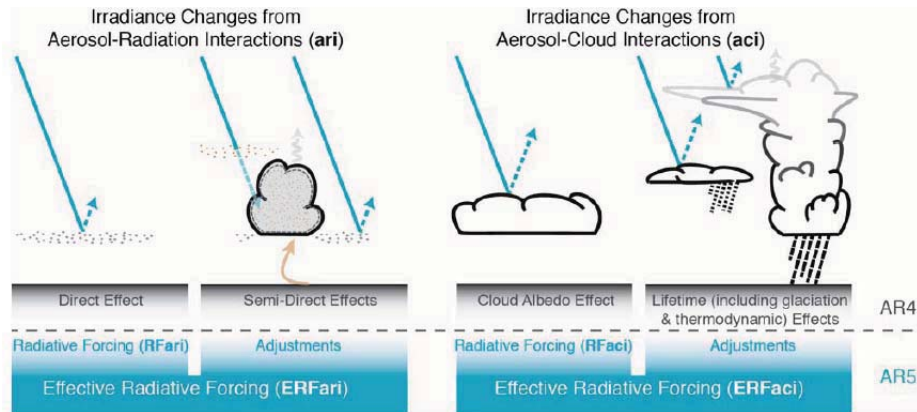 Irradiance Changes from
Aerosol-Radiation Interactions (ari)
Irradiance Changes from
Aerosol-Cloud Interactions (aci)
Direct Effect
Semi-Direct Effects
Cloud Albedo Effect
Lifetime (including glaciation
& thermodynamic) Effects
AR4
Radiative Forcing (RFari)
Adjustments
Radiative Forcing (RFaci)
Adjustments
AR5
Effective Radiative Forcing (ERFari)
Effective Radiative Forcing (ERFaci)